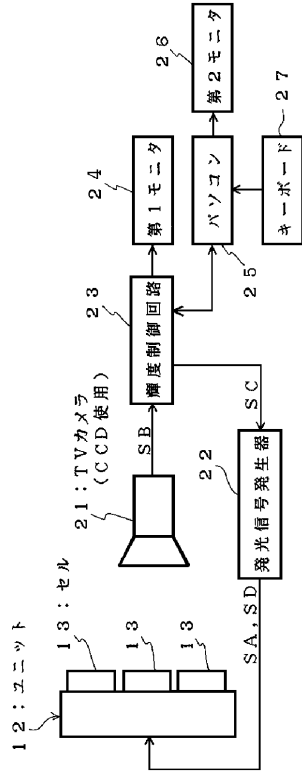 12:ユニット
13:セル
13
13
21:TVカメラ
(CCD使用)
SB
23
輝度制御回路
24
第1モニタ
25
パソコン
26
第2モニタ
27
キーボード
SC
22
発光信号発生器
SA,SD